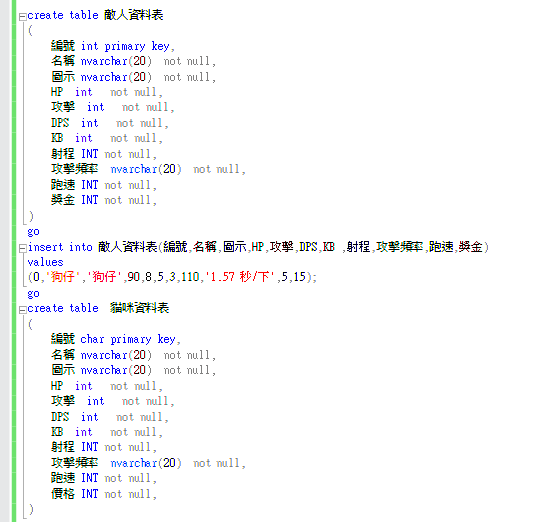 create table 敵人資料表
(
編號 int primary key,
名稱 nvarchar(20) not null,
圖示 nvarchar(20) not null,
HP int not null,
攻擊 int not null,
DPS int not null,
KB int not null,
射程 INT not null,
攻擊頻率 nvarchar(20) not null,
跑速 INT not null,
獎金 INT not null,
)
go
insert into 敵人資料表(編號,名稱,圖示,HP,攻擊,DPS,KB ,射程,攻擊頻率,跑速,獎金)
values
(0,'狗仔','狗仔',90,8,5,3,110,'1.57 秒/下',5,15);
go
create table 貓咪資料表
(
編號 char primary key,
名稱 nvarchar(20) not null,
圖示 nvarchar(20) not null,
HP int not null,
攻擊 int not null,
DPS int not null,
KB int not null,
射程 INT not null,
攻擊頻率 nvarchar(20) not null,
跑速 INT not null,
價格 INT not null,
)